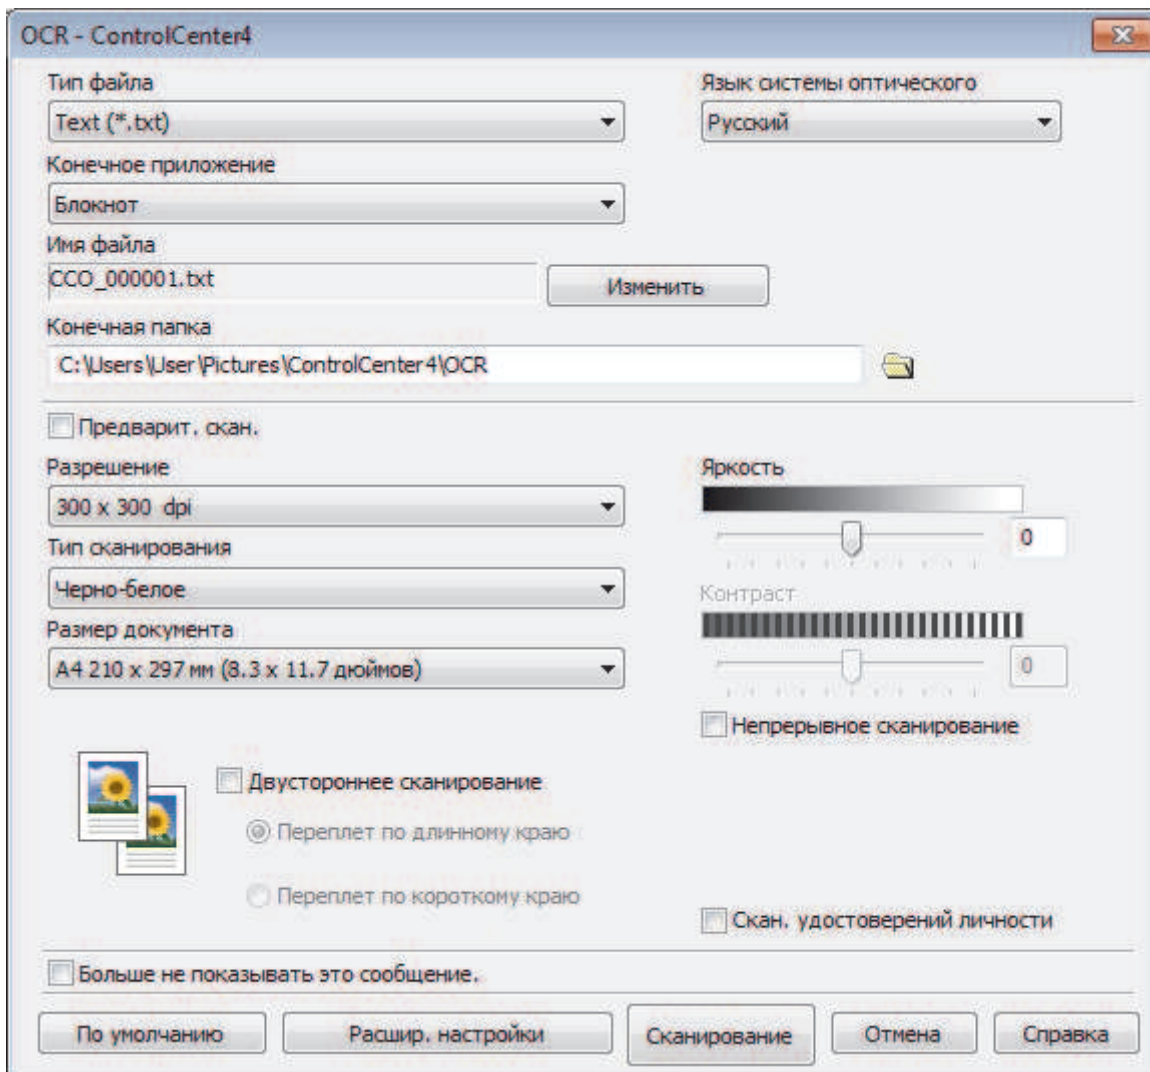 OCR - ControlCenter4
Тип файла
Text (*.txt)
Язык системы оптического
Русский
Конечное приложение
Блокнот
Имя файла
CCO_000001.txt
Изменить
Конечная папка
C:\Users\User\Pictures\ControlCenter4\OCR
Предварит. скан.
Разрешение
300 x 300 dpi
Тип сканирования
Черно-белое
Размер документа
A4 210 x 297 мм (8.3 x 11.7 дюймов)
Яркость
0
Контраст
0
Непрерывное сканирование
Двустороннее сканирование
Переплет по длинному краю
Переплет по короткому краю
Скан. удостоверений личности
Больше не показывать это сообщение.
По умолчанию
Расшир. настройки
Сканирование
Отмена
Справка